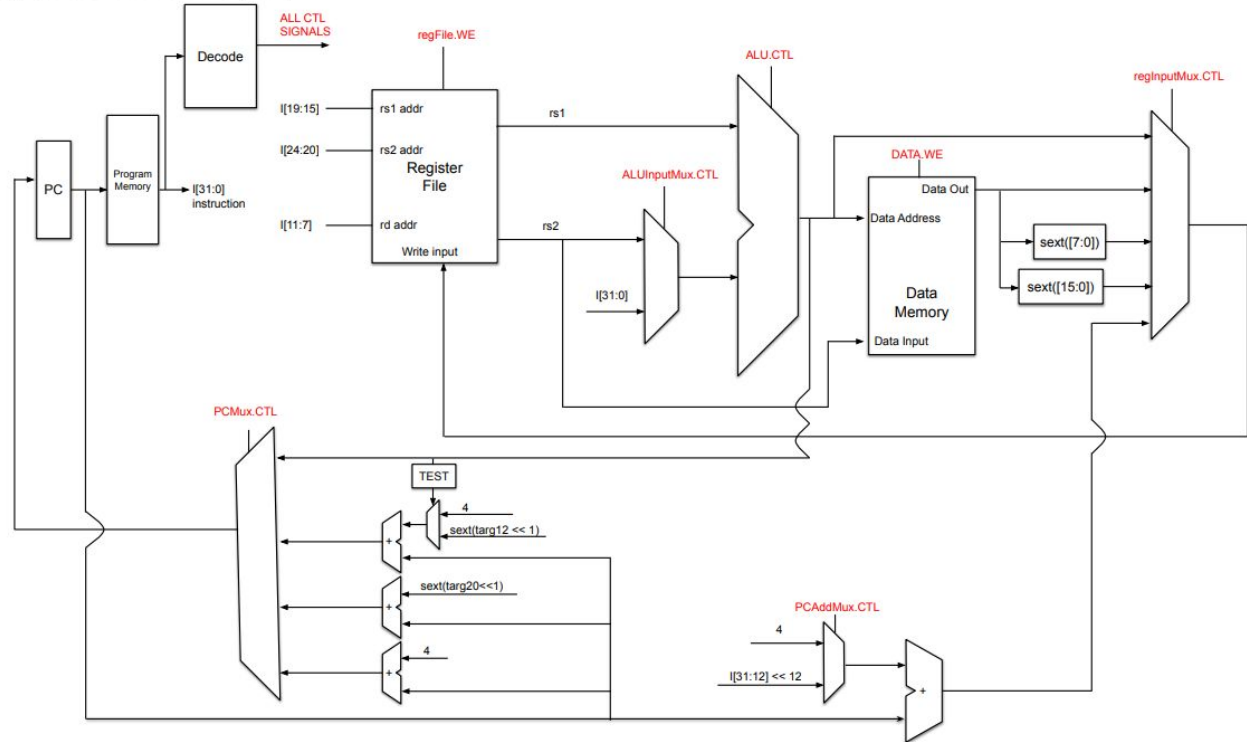 ALL CTL
SIGNALS
Decode
regFile.WE
ALU.CTL
regInputMux.CTL
I[19:15]
rs1 addr
rs1
I[24:20]
rs2 addr
Register
File
PC
Program
Memory
I[31:0]
instruction
ALUInputMux.CTL
DATA.WE
Data Out
I[11:7]
rd addr
rs2
Data Address
Write input
sext([7:0])
I[31:0]
sext([15:0])
Data
Memory
Data Input
PCMux.CTL
TEST
4
sext(targ12 << 1)
+
sext(targ20<<1)
+
PCAddMux.CTL
4
4
+
I[31:12] << 12
+